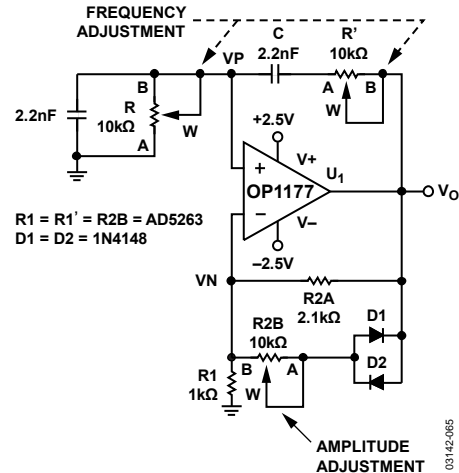 FREQUENCY
ADJUSTMENT
VP
C
2.2nF
R'
10kΩ
A
B
W
2.2nF
B
R
10kΩ
W
A
+2.5V
V+
U1
+
OP1177
−
V−
–2.5V
VO
R1 = R1' = R2B = AD5263
D1 = D2 = 1N4148
VN
R2A
2.1kΩ
D1
R2B
10kΩ
B
A
W
D2
R1
1kΩ
AMPLITUDE
ADJUSTMENT
03142-065